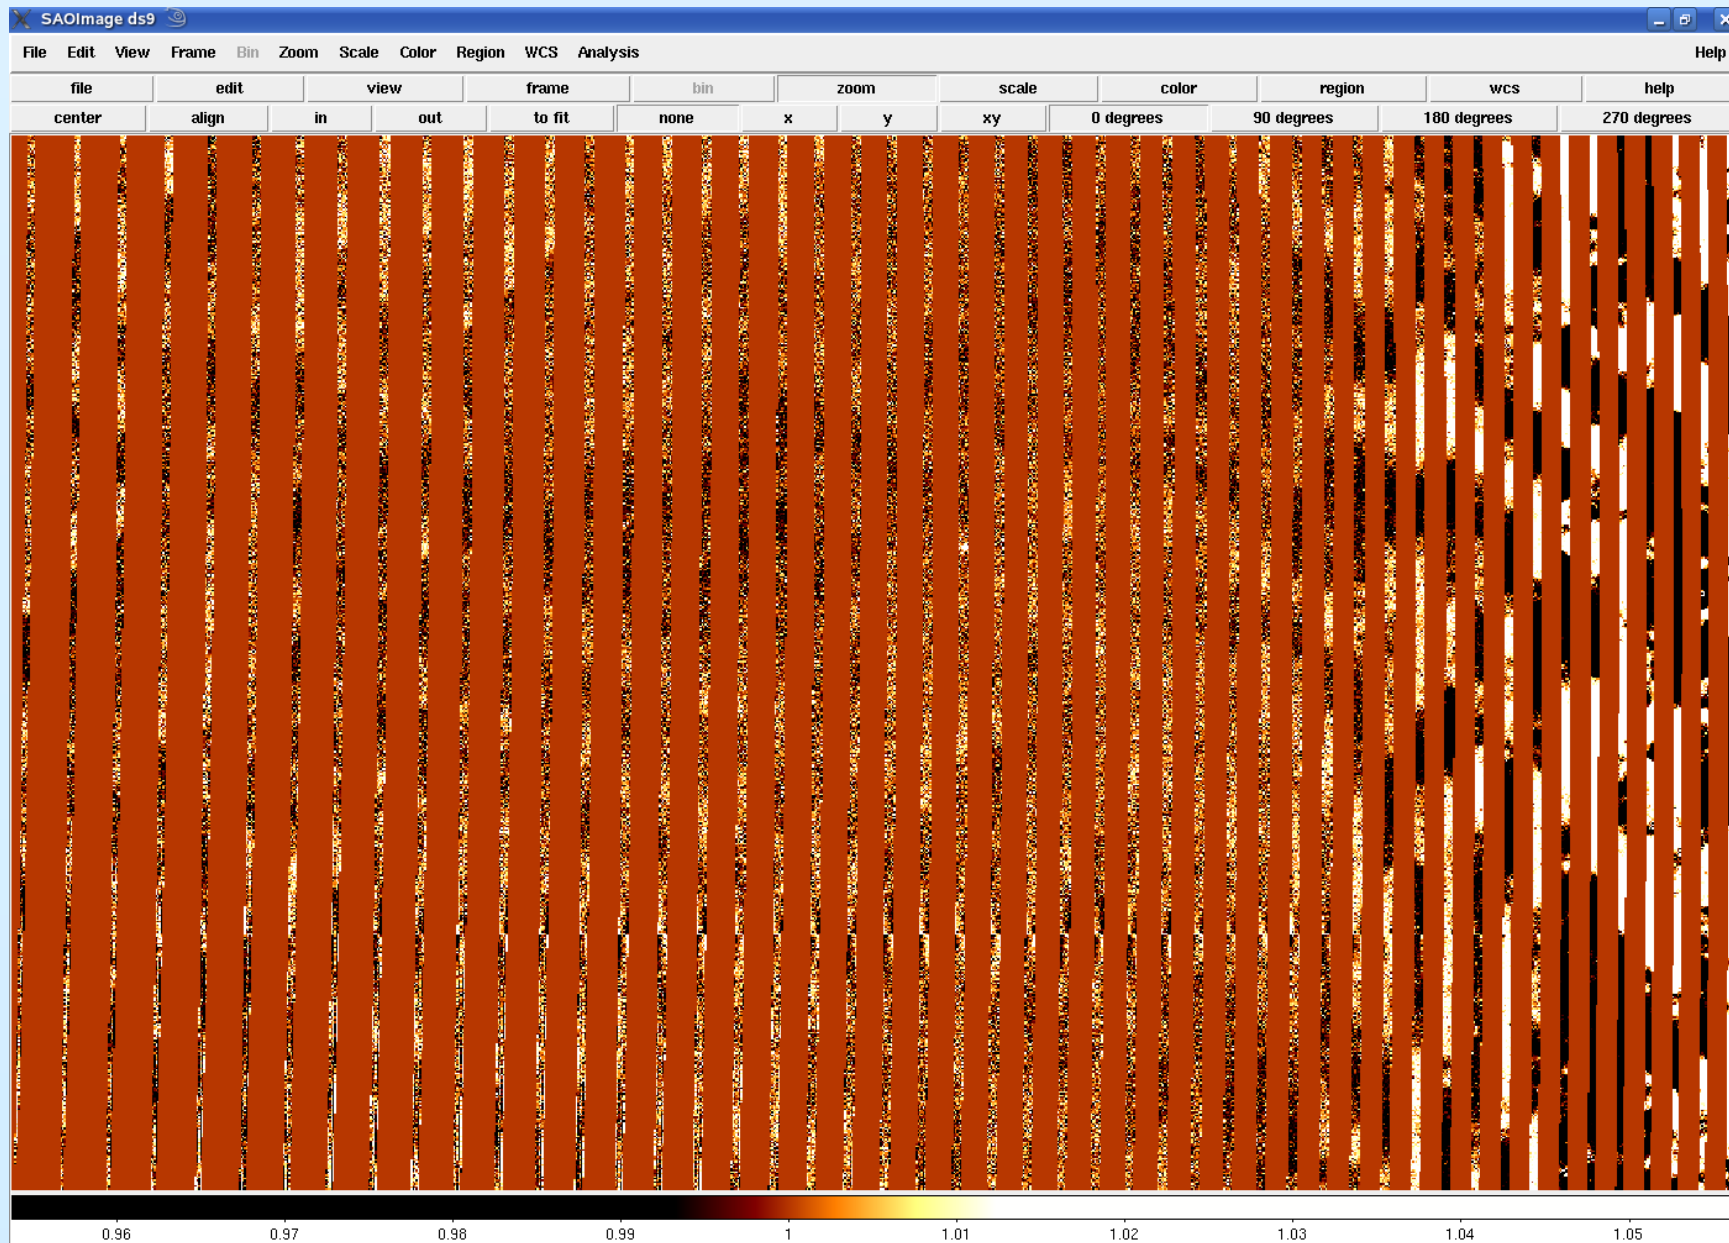 SAOImage ds9
File Edit View Frame Bin Zoom Scale Color Region WCS Analysis Help
file edit view frame bin zoom scale color region wcs help
center align in out to fit none x y xy 0 degrees 90 degrees 180 degrees 270 degrees
0.96 0.97 0.98 0.99 1 1.01 1.02 1.03 1.04 1.05